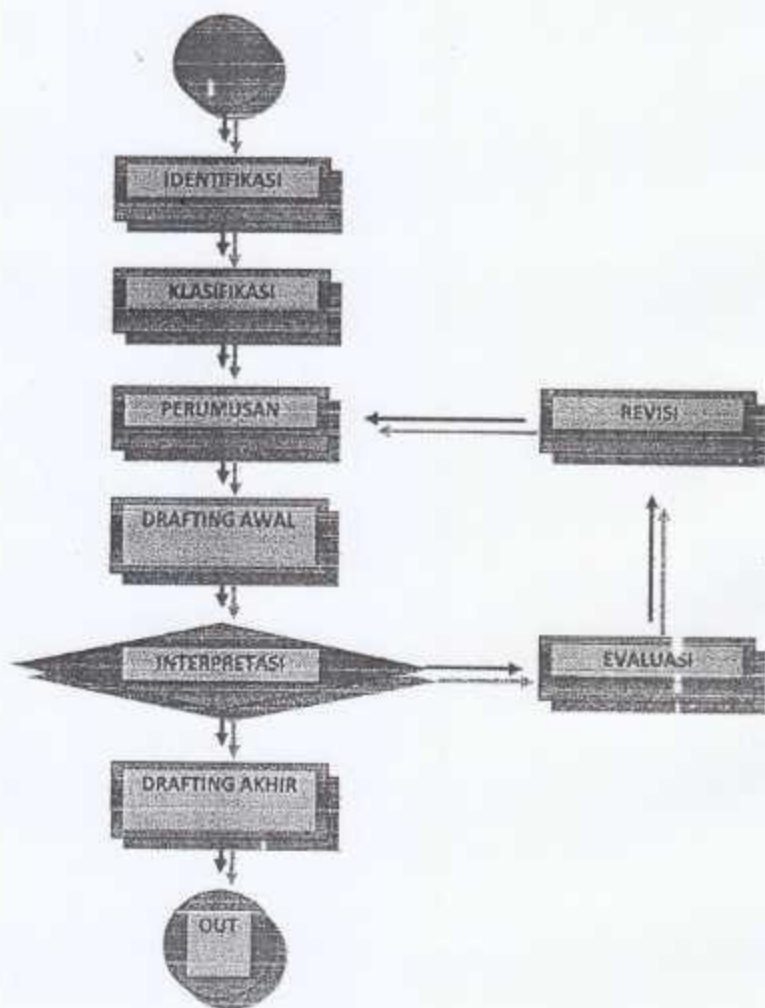 IDENTIFIKASI
KLASIFIKASI
PERUMUSAN
REVISI
DRAFTING AWAL
INTERPRETASI
EVALUASI
DRAFTING AKHIR
OUT